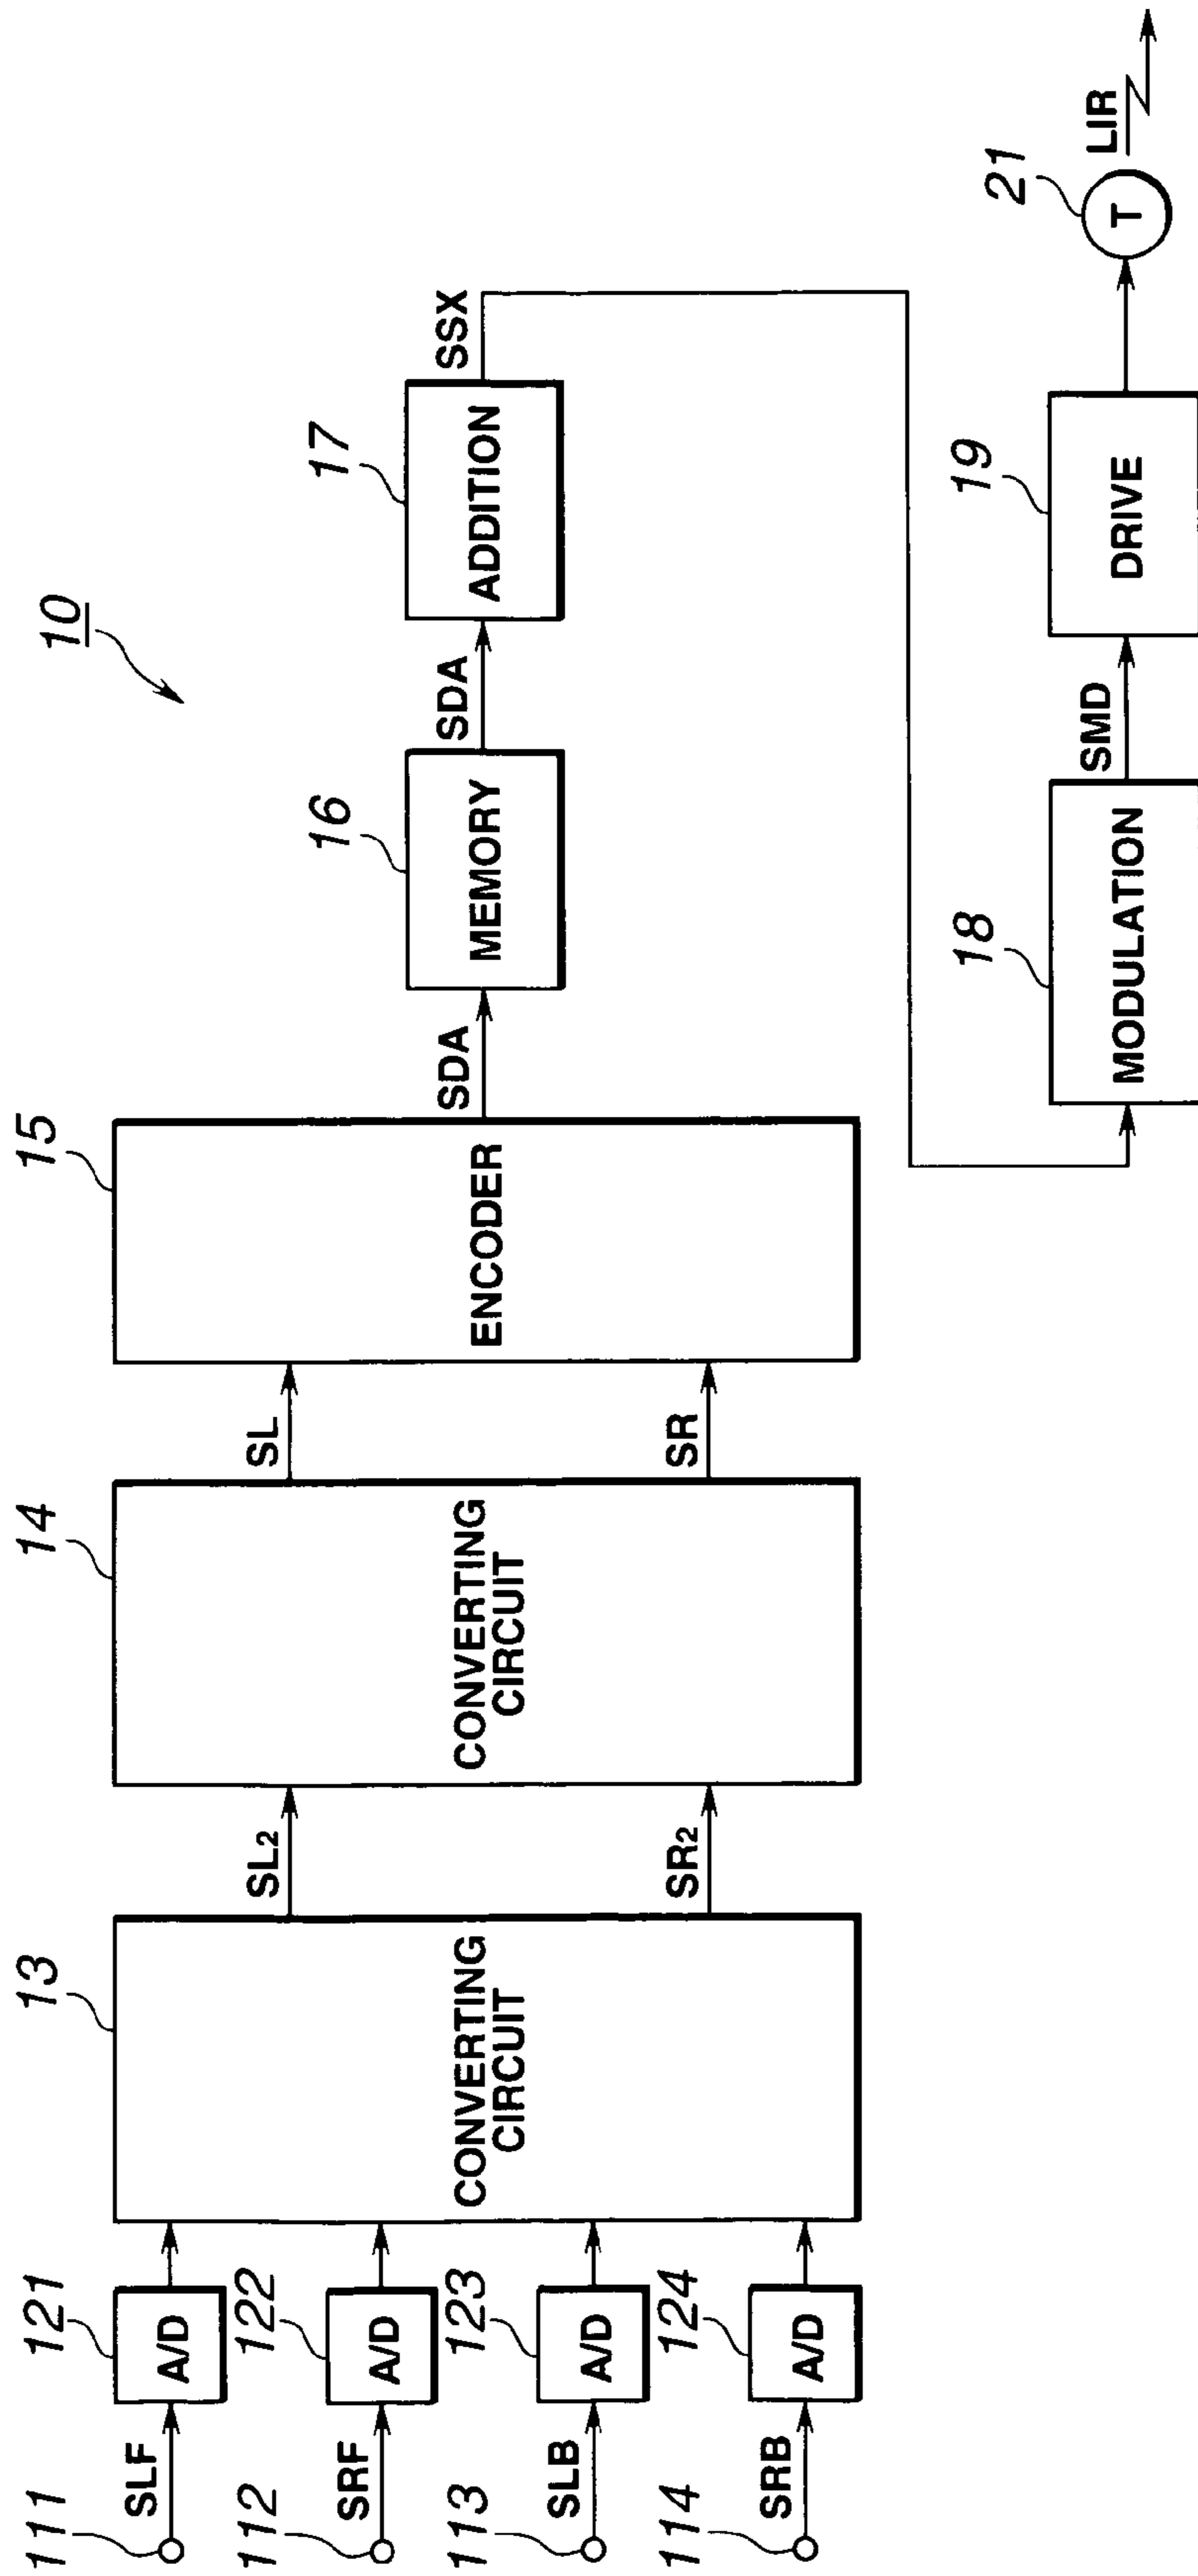 10
111
SLF
121
A/D
112
SRF
122
A/D
113
SLB
123
A/D
114
SRB
124
A/D
13
CONVERTING
CIRCUIT
SL2
SR2
14
CONVERTING
CIRCUIT
SL
SR
15
ENCODER
SDA
16
MEMORY
SDA
17
ADDITION
SSX
18
MODULATION
SMD
19
DRIVE
21
T
LIR